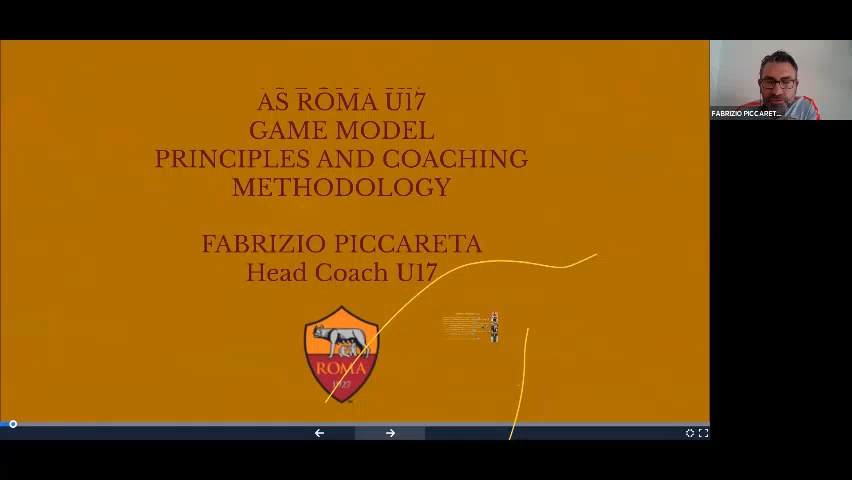 AS ROMA U17
GAME MODEL
PRINCIPLES AND COACHING
METHODOLOGY
FABRIZIO PICCARETA
Head Coach U17
ROMA
1927
FABRIZIO PICCARET...